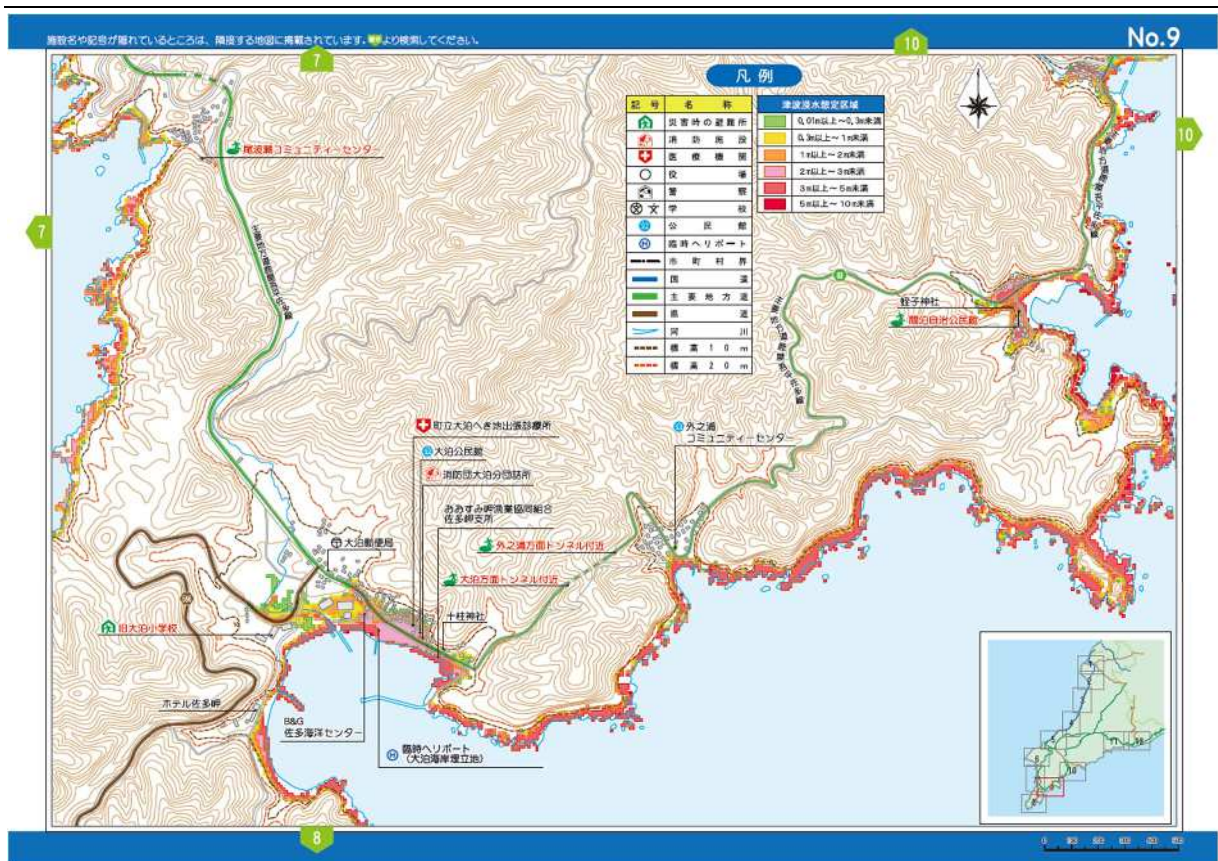 施設名や記号が隠れているところは、隣接する地図に掲載されています。
より検索してください。
No.9
7
10
10
7
8
凡例
記号
名称
災害時の避難所
消防施設
医療機関
役場
警察
学校
公民館
臨時ヘリポート
市町村界
国道
主要地方道
県道
河川
標高10m
標高20m
津波浸水想定区域
0.01m以上～0.3m未満
0.3m以上～1m未満
1m以上～2m未満
2m以上～3m未満
3m以上～5m未満
5m以上～10m未満
尾波瀬コミュニティーセンター
蛭子神社
間泊自治公民館
町立大泊へき地出張診療所
大泊公民館
消防団大泊分団詰所
おおすみ岬漁業協同組合
佐多岬支所
外之浦
コミュニティーセンター
外之浦方面トンネル付近
大泊方面トンネル付近
大泊郵便局
十柱神社
旧大泊小学校
ホテル佐多岬
B&G
佐多海洋センター
臨時ヘリポート
（大泊海岸埋立地）